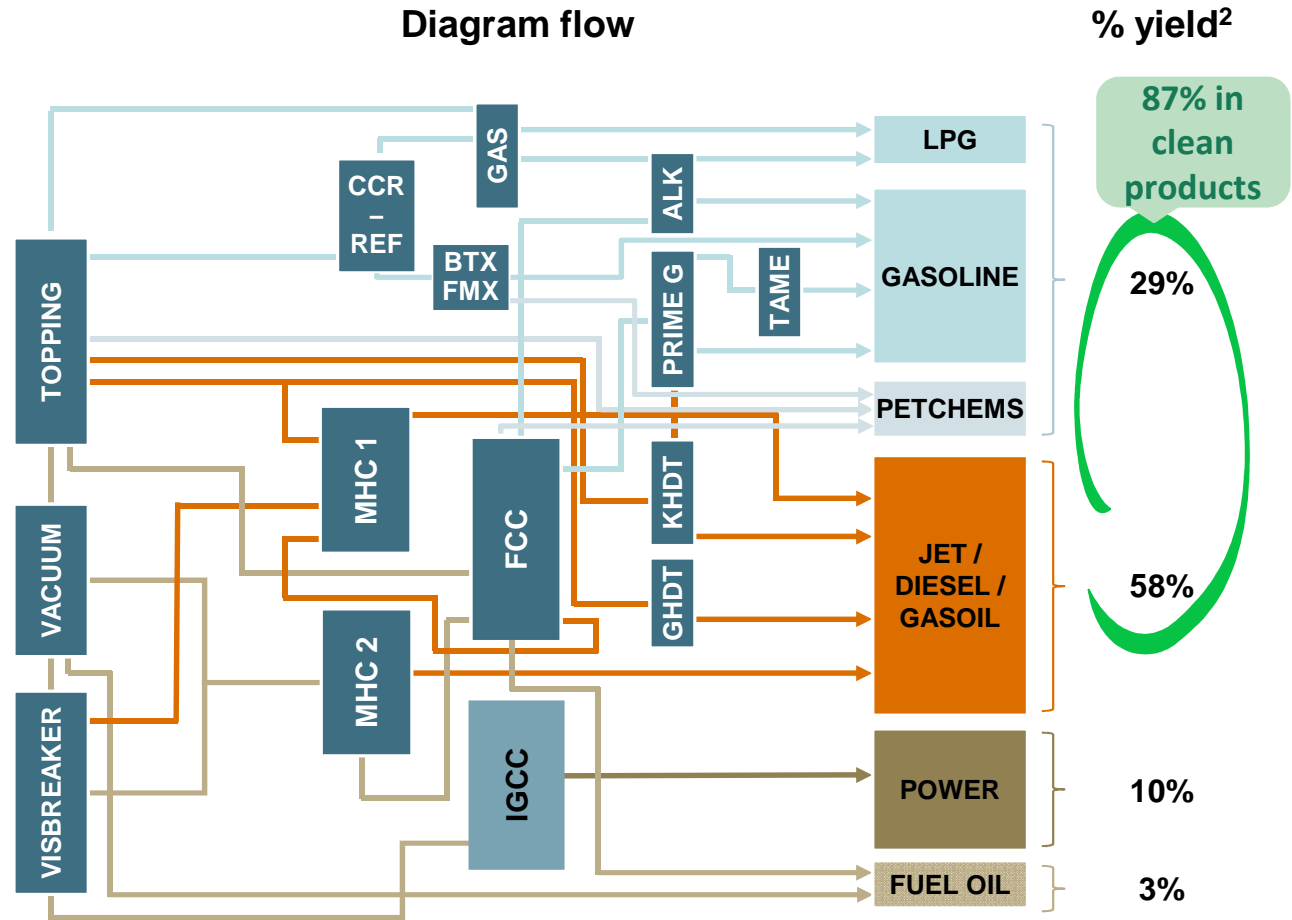 Diagram flow
% yield²
87% in
clean
products
LPG
GAS
CCR
–
REF
ALK
BTX
FMX
GASOLINE
29%
PRIME G
TAME
TOPPING
PETCHEMS
MHC 1
FCC
KHDT
JET /
DIESEL /
GASOIL
58%
VACUUM
GHDT
MHC 2
VISBREAKER
IGCC
POWER
10%
FUEL OIL
3%